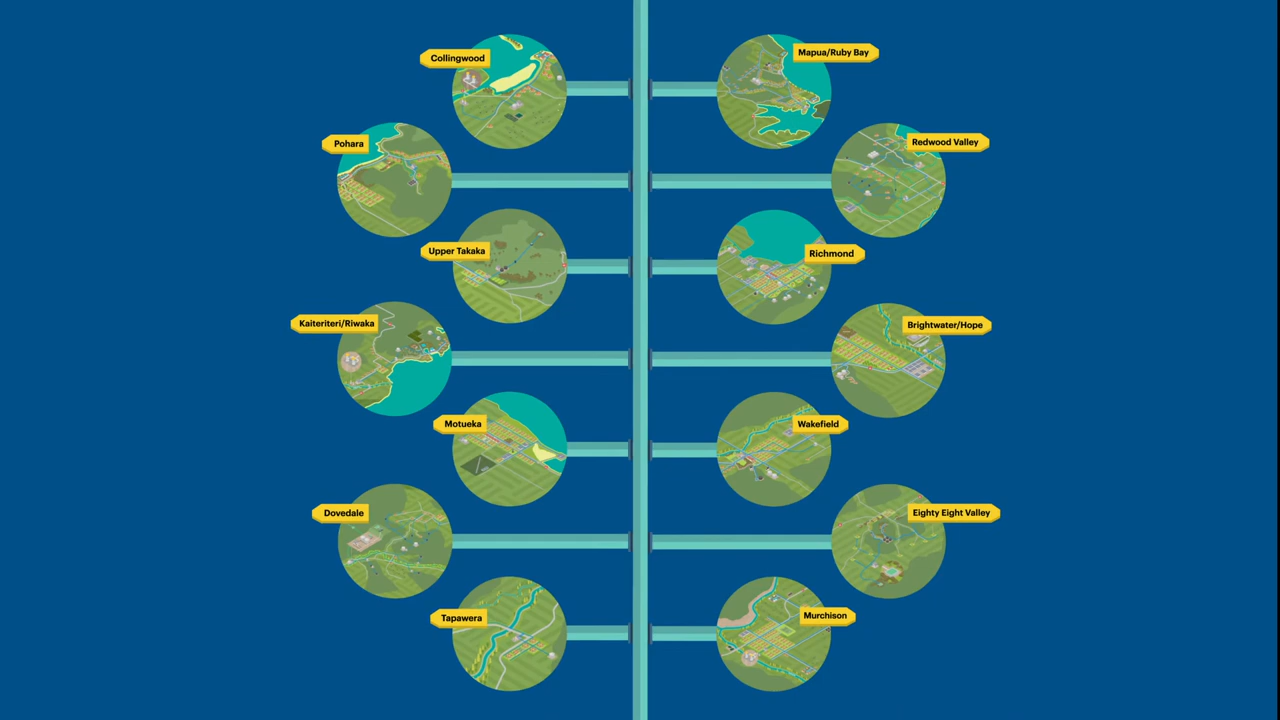 Collingwood
Mapua/Ruby Bay
Pohara
Redwood Valley
Upper Takaka
Richmond
Kaiteriteri/Riwaka
Brightwater/Hope
Motueka
Wakefield
Dovedale
Eighty Eight Valley
Tapawera
Murchison